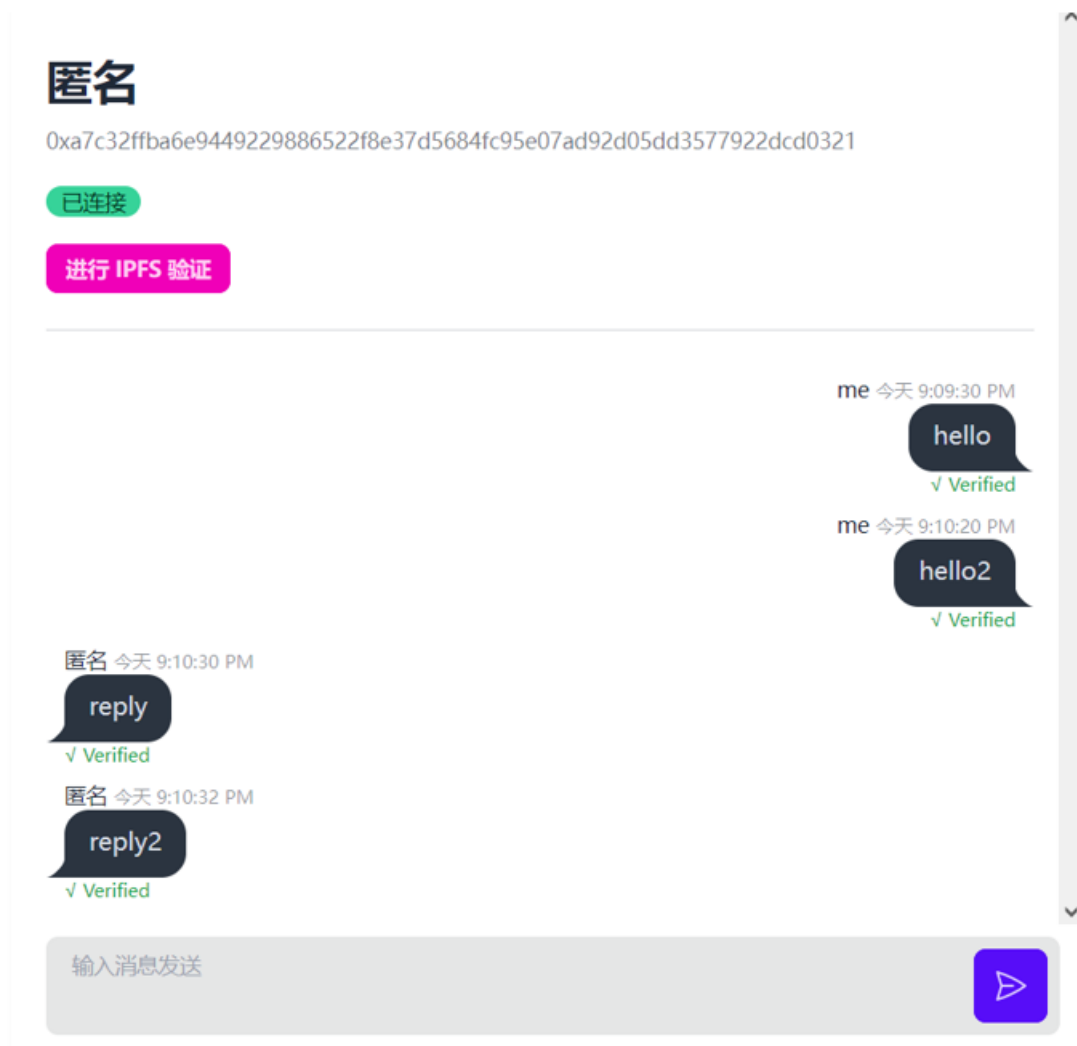 匿名
0xa7c32ffba6e9449229886522f8e37d5684fc95e07ad92d05dd3577922dcd0321
已连接
进行 IPFS 验证
me 今天 9:09:30 PM
hello
√ Verified
me 今天 9:10:20 PM
hello2
√ Verified
匿名 今天 9:10:30 PM
reply
√ Verified
匿名 今天 9:10:32 PM
reply2
√ Verified
输入消息发送